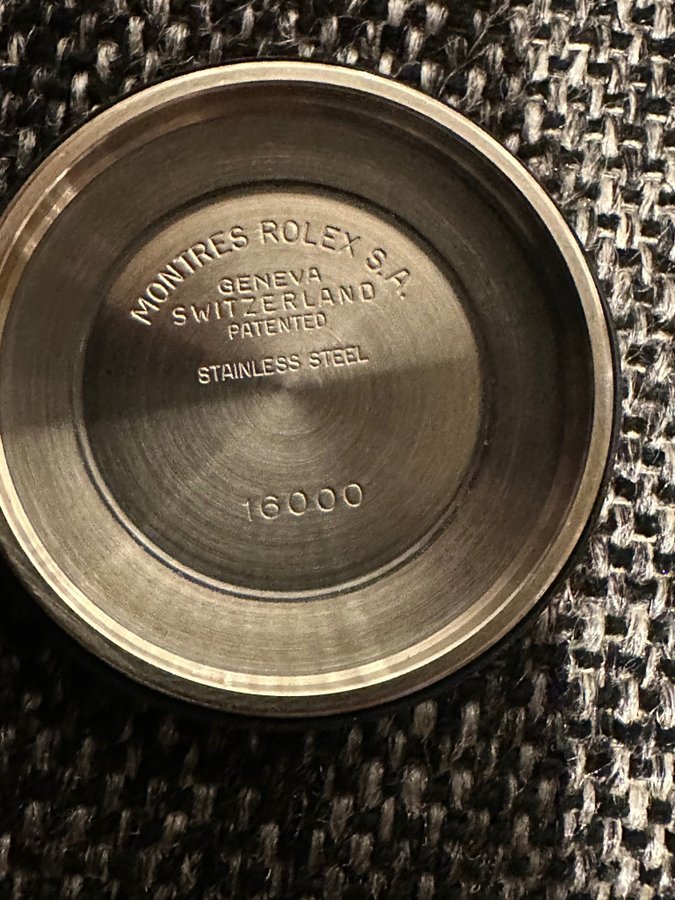 MONTRES ROLEX S.A.
GENEVA
SWITZERLAND
PATENTED
STAINLESS STEEL
16000